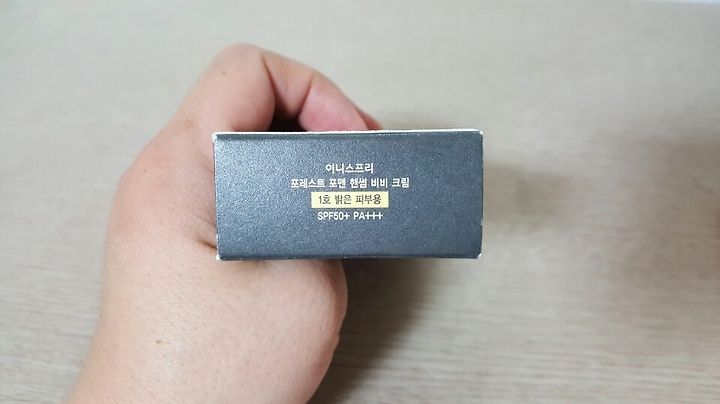 이니스프리
포레스트 포맨 핸썸 비비 크림
1호 밝은 피부용
SPF50+ PA+++